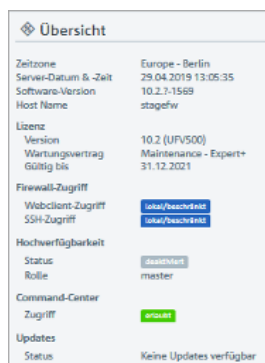 Übersicht
Zeitzone Europe - Berlin
Server-Datum & -Zeit 29.04.2019 13:05:35
Software-Version 10.2.?-1569
Host Name stagefw
Lizenz
Version 10.2 (UFV500)
Wartungsvertrag Maintenance - Expert+
Gültig bis 31.12.2021
Firewall-Zugriff
Webclient-Zugriff lokal/beschränkt
SSH-Zugriff lokal/beschränkt
Hochverfügbarkeit
Status deaktiviert
Rolle master
Command-Center
Zugriff erlaubt
Updates
Status Keine Updates verfügbar